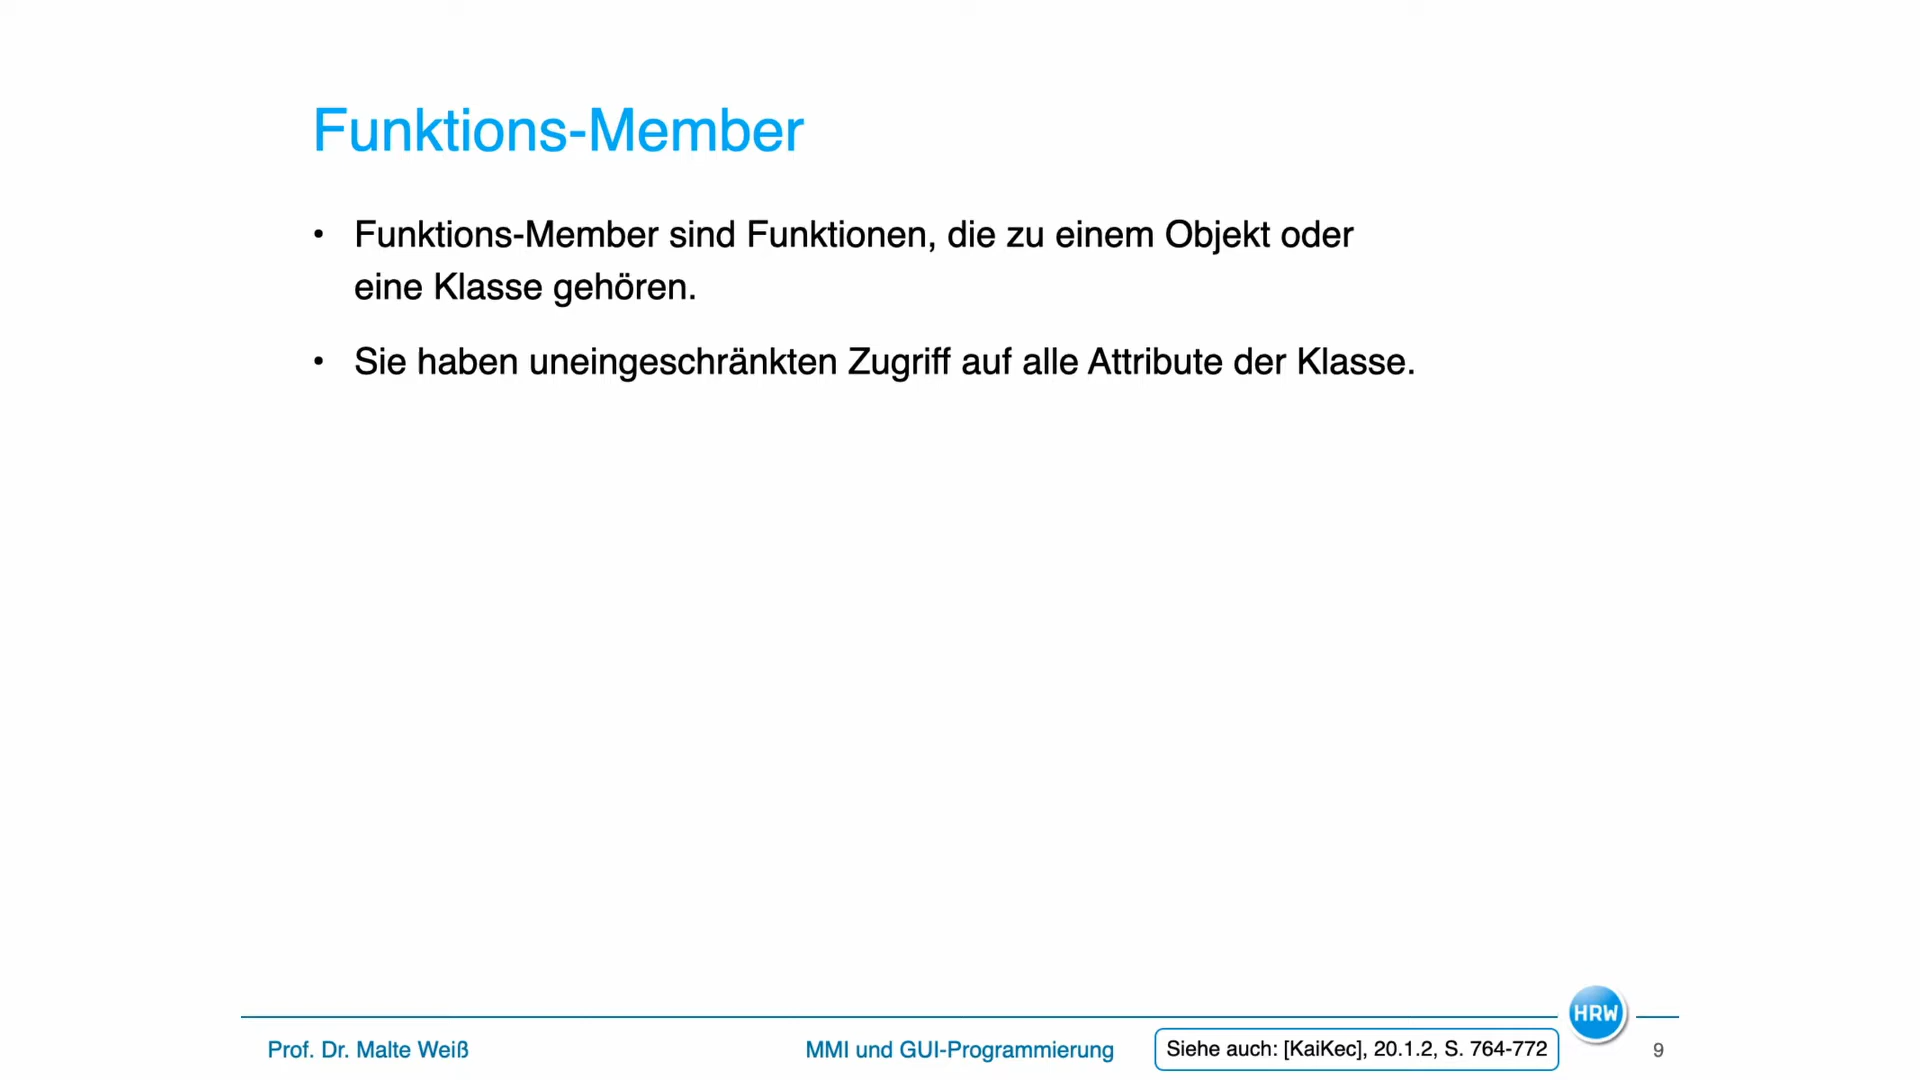 Funktions-Member
• Funktions-Member sind Funktionen, die zu einem Objekt oder
eine Klasse gehören.
• Sie haben uneingeschränkten Zugriff auf alle Attribute der Klasse.
HRW
Prof. Dr. Malte Weiß
MMI und GUI-Programmierung
Siehe auch: [KaiKec], 20.1.2, S. 764-772
9